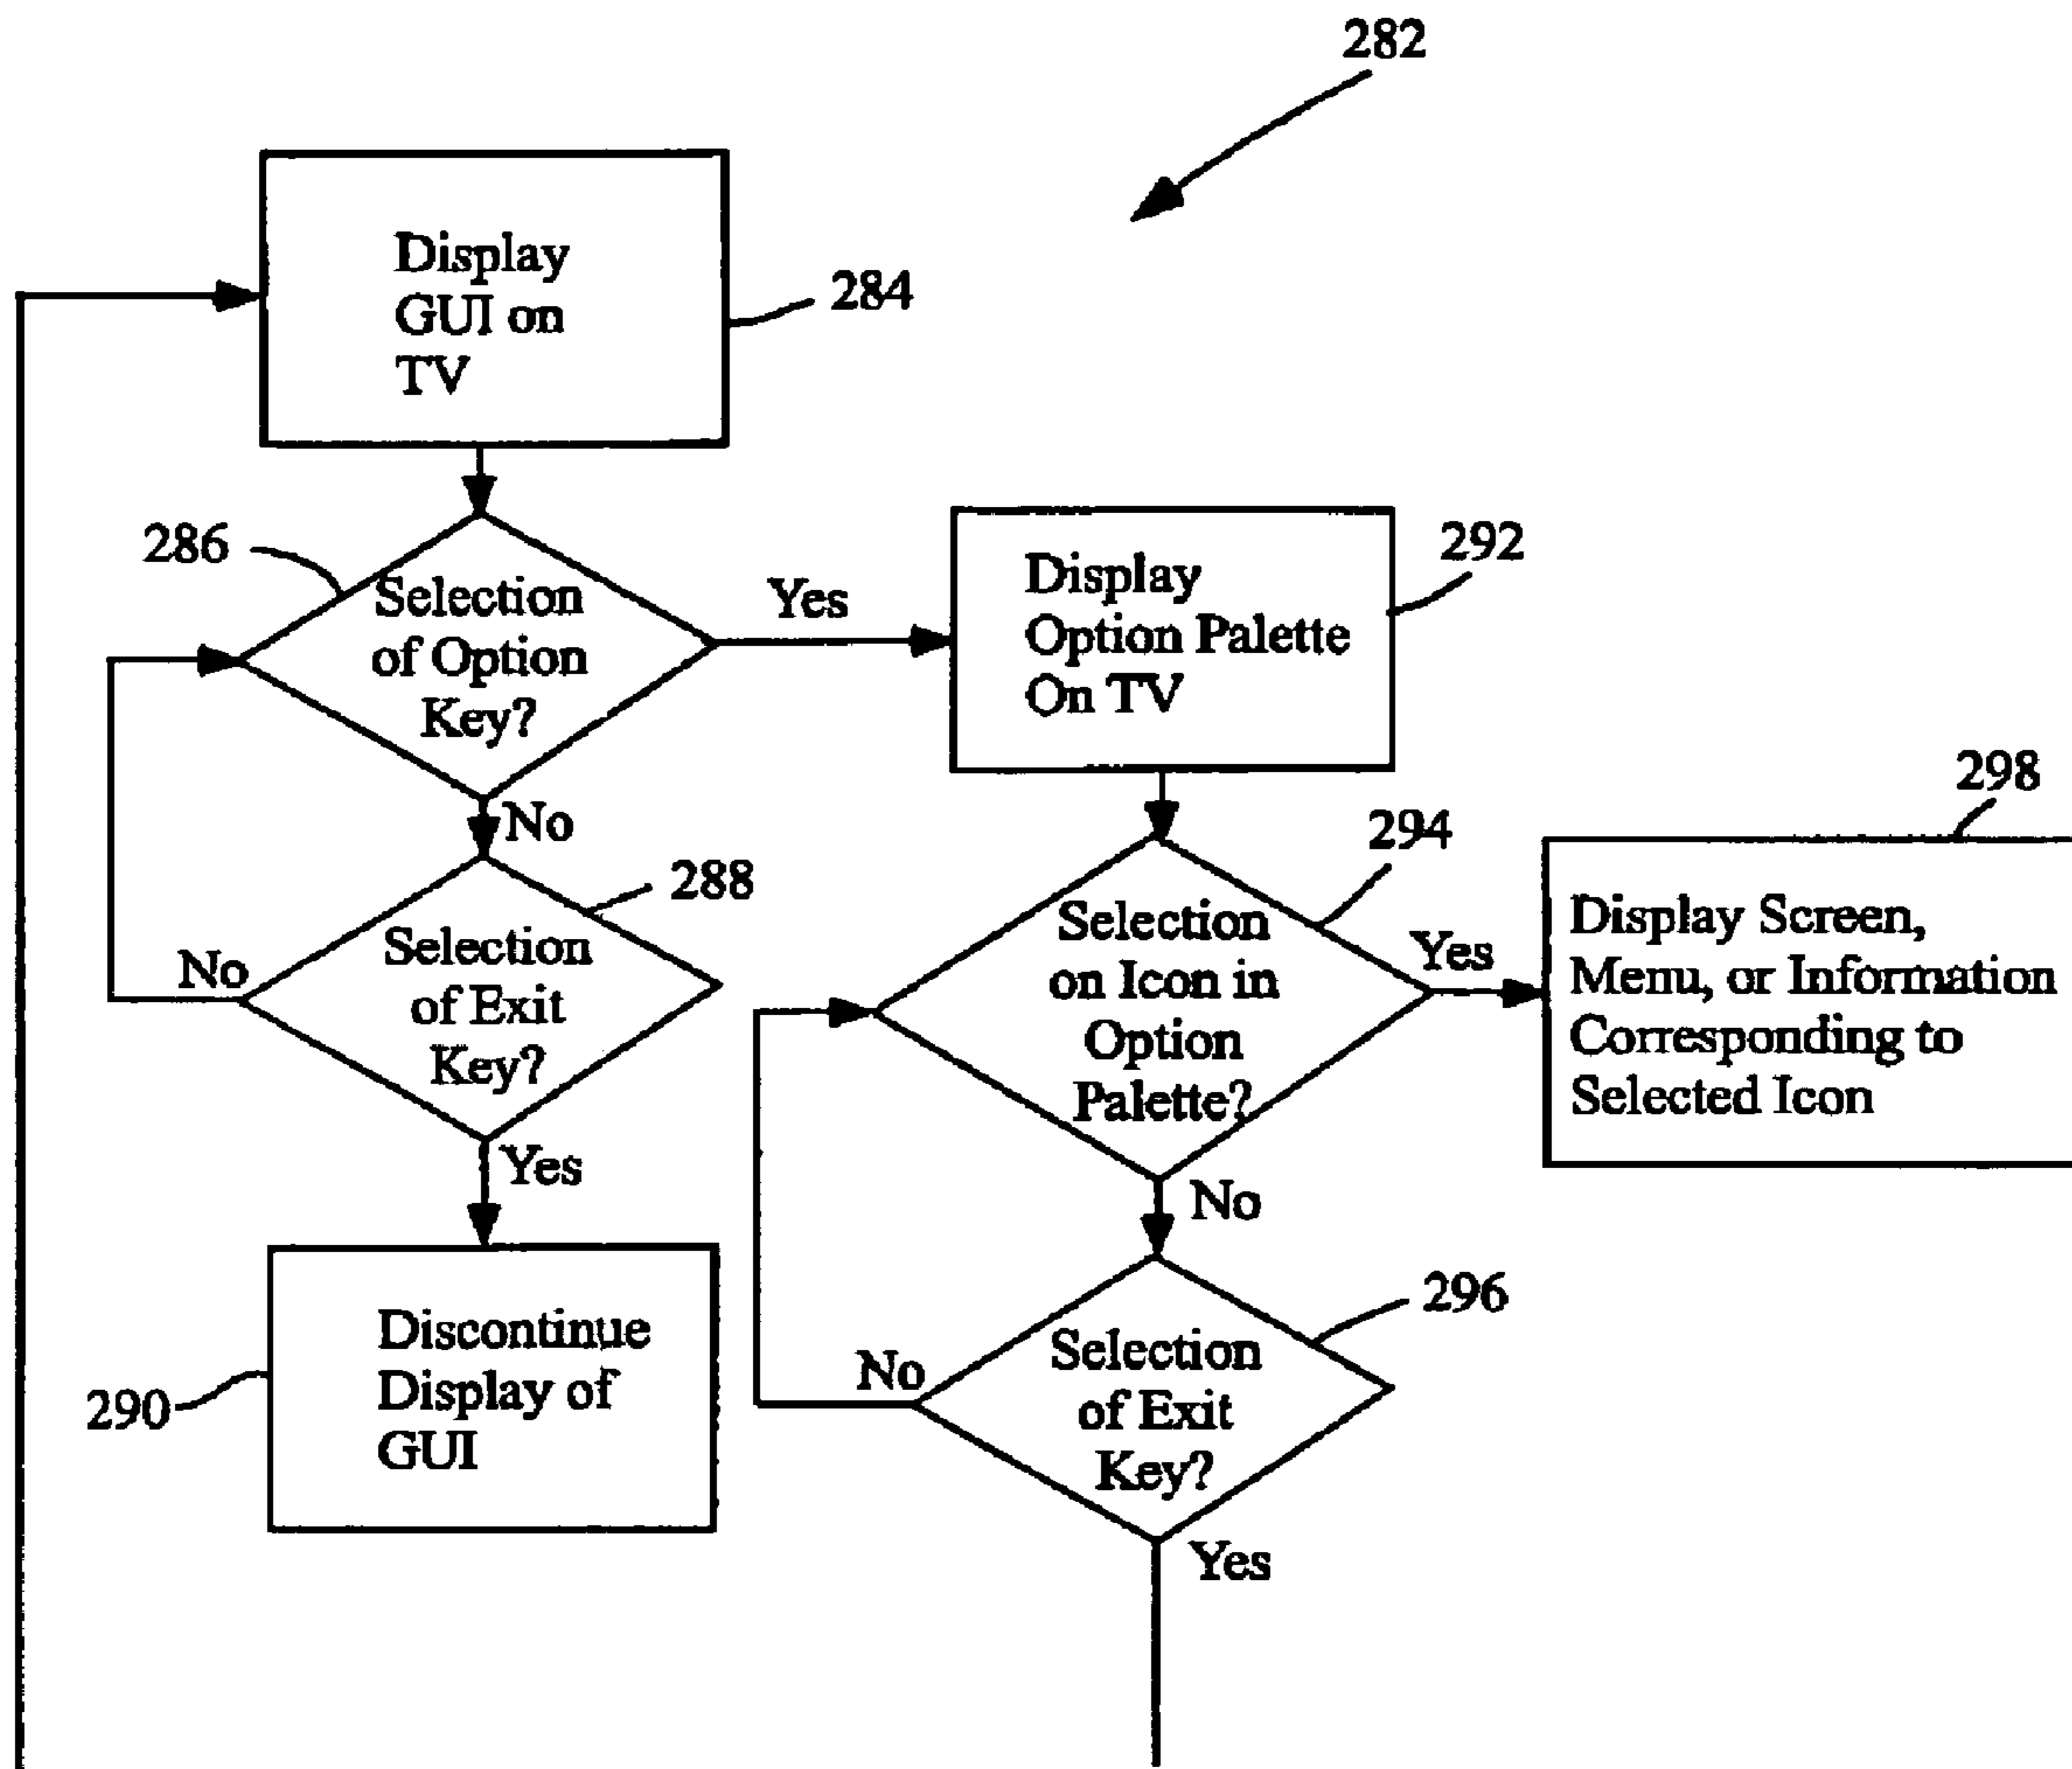 282
Display
GUI on
TV
284
286
Selection
of Option
Key?
Yes
Display
Option Palette
On TV
292
No
288
Selection
of Exit
Key?
No
Yes
294
Selection
on Icon in
Option
Palette?
Yes
298
Display Screen,
Menu, or Information
Corresponding to
Selected Icon
No
290
Discontinue
Display of
GUI
296
Selection
of Exit
Key?
No
Yes